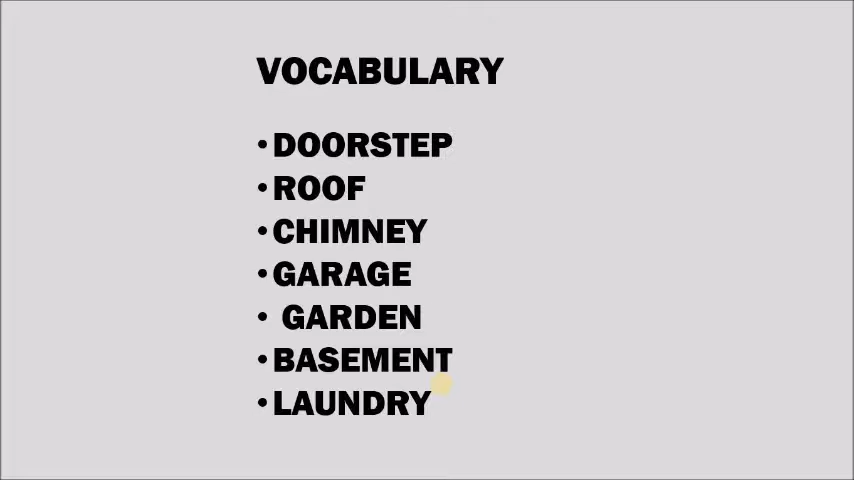 VOCABULARY
•DOORSTEP
•ROOF
•CHIMNEY
•GARAGE
• GARDEN
•BASEMENT
•LAUNDRY